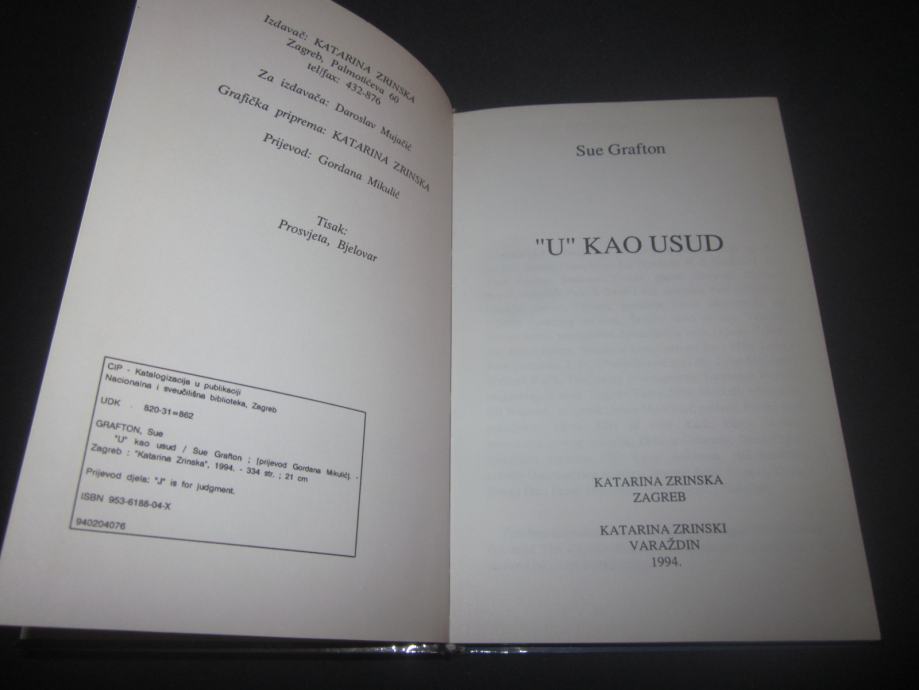 Izdavač: KATARINA ZRINSKA
Zagreb, Palmotićeva 60
tel/fax: 432-876
Za izdavača: Daroslav Mujačić
Grafička priprema: KATARINA ZRINSKA
Prijevod: Gordana Mikulić
Tisak:
Prosvjeta, Bjelovar
CIP - Katalogizacija u publikaciji
Nacionalna i sveučilišna biblioteka, Zagreb
UDK . 820-31=862
GRAFTON, Sue
"U" kao usud / Sue Grafton ; [prijevod Gordana Mikulić]. -
Zagreb : "Katarina Zrinska", 1994. - 334 str. ; 21 cm
Prijevod djela: "J" is for judgment.
ISBN 953-6188-04-X
940204076
Sue Grafton
"U" KAO USUD
KATARINA ZRINSKA
ZAGREB
KATARINA ZRINSKI
VARAŽDIN
1994.